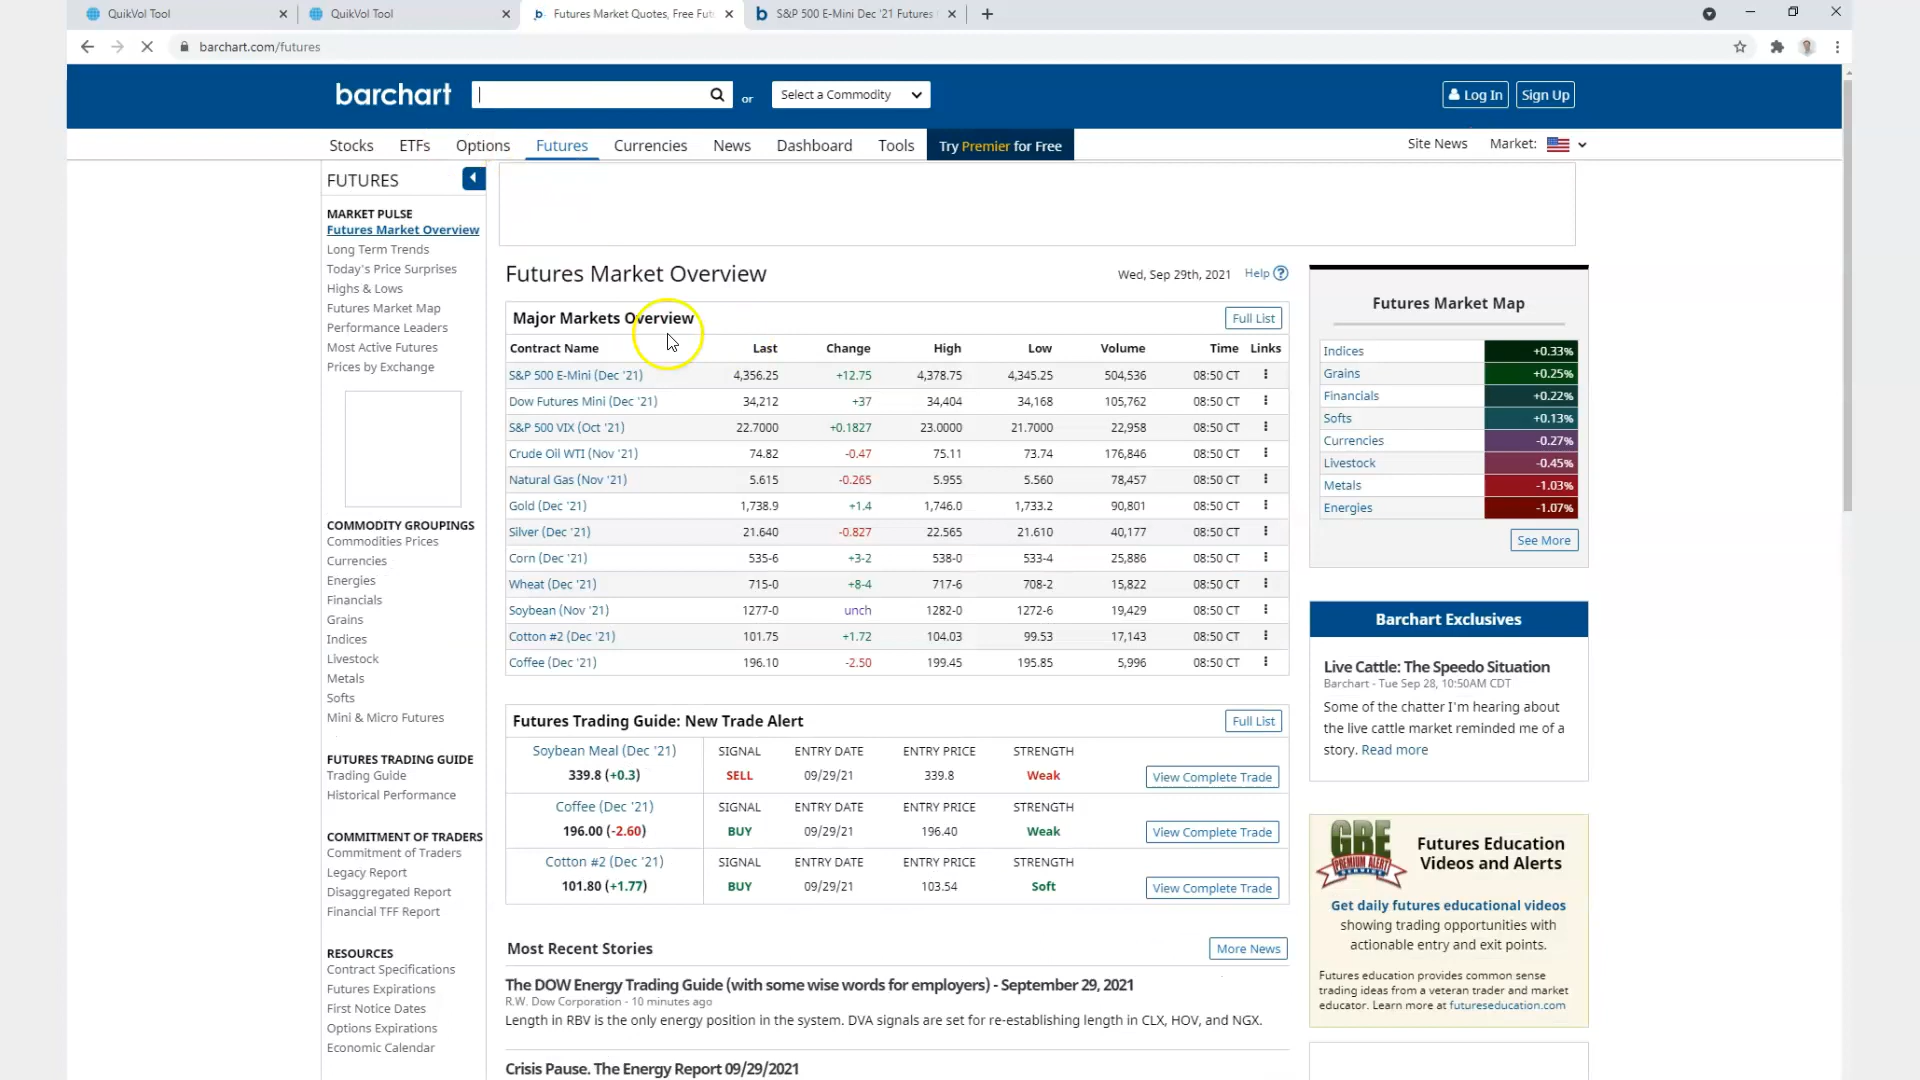 QuikVol Tool
QuikVol Tool
Futures Market Quotes, Free Fut
S&P 500 E-Mini Dec '21 Futures
barchart.com/futures
barchart
or
Select a Commodity
Log In
Sign Up
Stocks ETFs Options Futures Currencies News Dashboard Tools Try Premier for Free
Site News Market:
FUTURES
MARKET PULSE
Futures Market Overview
Long Term Trends
Today's Price Surprises
Highs & Lows
Futures Market Map
Performance Leaders
Most Active Futures
Prices by Exchange
COMMODITY GROUPINGS
Commodities Prices
Currencies
Energies
Financials
Grains
Indices
Livestock
Metals
Softs
Mini & Micro Futures
FUTURES TRADING GUIDE
Trading Guide
Historical Performance
COMMITMENT OF TRADERS
Commitment of Traders
Legacy Report
Disaggregated Report
Financial TFF Report
RESOURCES
Contract Specifications
Futures Expirations
First Notice Dates
Options Expirations
Economic Calendar
Futures Market Overview
Wed, Sep 29th, 2021 Help ?
Major Markets Overview
Full List
Contract Name Last Change High Low Volume Time Links
S&P 500 E-Mini (Dec '21) 4,356.25 +12.75 4,378.75 4,345.25 504,536 08:50 CT
Dow Futures Mini (Dec '21) 34,212 +37 34,404 34,168 105,762 08:50 CT
S&P 500 VIX (Oct '21) 22.7000 +0.1827 23.0000 21.7000 22,958 08:50 CT
Crude Oil WTI (Nov '21) 74.82 -0.47 75.11 73.74 176,846 08:50 CT
Natural Gas (Nov '21) 5.615 -0.265 5.955 5.560 78,457 08:50 CT
Gold (Dec '21) 1,738.9 +1.4 1,746.0 1,733.2 90,801 08:50 CT
Silver (Dec '21) 21.640 -0.827 22.565 21.610 40,177 08:50 CT
Corn (Dec '21) 535-6 +3-2 538-0 533-4 25,886 08:50 CT
Wheat (Dec '21) 715-0 +8-4 717-6 708-2 15,822 08:50 CT
Soybean (Nov '21) 1277-0 unch 1282-0 1272-6 19,429 08:50 CT
Cotton #2 (Dec '21) 101.75 +1.72 104.03 99.53 17,143 08:50 CT
Coffee (Dec '21) 196.10 -2.50 199.45 195.85 5,996 08:50 CT
Futures Trading Guide: New Trade Alert
Full List
Soybean Meal (Dec '21) SIGNAL ENTRY DATE ENTRY PRICE STRENGTH
339.8 (+0.3) SELL 09/29/21 339.8 Weak View Complete Trade
Coffee (Dec '21) SIGNAL ENTRY DATE ENTRY PRICE STRENGTH
196.00 (-2.60) BUY 09/29/21 196.40 Weak View Complete Trade
Cotton #2 (Dec '21) SIGNAL ENTRY DATE ENTRY PRICE STRENGTH
101.80 (+1.77) BUY 09/29/21 103.54 Soft View Complete Trade
Most Recent Stories
More News
The DOW Energy Trading Guide (with some wise words for employers) - September 29, 2021
R.W. Dow Corporation - 10 minutes ago
Length in RBV is the only energy position in the system. DVA signals are set for re-establishing length in CLX, HOV, and NGX.
Crisis Pause. The Energy Report 09/29/2021
Futures Market Map
Indices +0.33%
Grains +0.25%
Financials +0.22%
Softs +0.13%
Currencies -0.27%
Livestock -0.45%
Metals -1.03%
Energies -1.07%
See More
Barchart Exclusives
Live Cattle: The Speedo Situation
Barchart - Tue Sep 28, 10:50AM CDT
Some of the chatter I'm hearing about
the live cattle market reminded me of a
story. Read more
GBE
PREMIUM ALERT
Futures Education
Videos and Alerts
Get daily futures educational videos
showing trading opportunities with
actionable entry and exit points.
Futures education provides common sense
trading ideas from a veteran trader and market
educator. Learn more at futureseducation.com